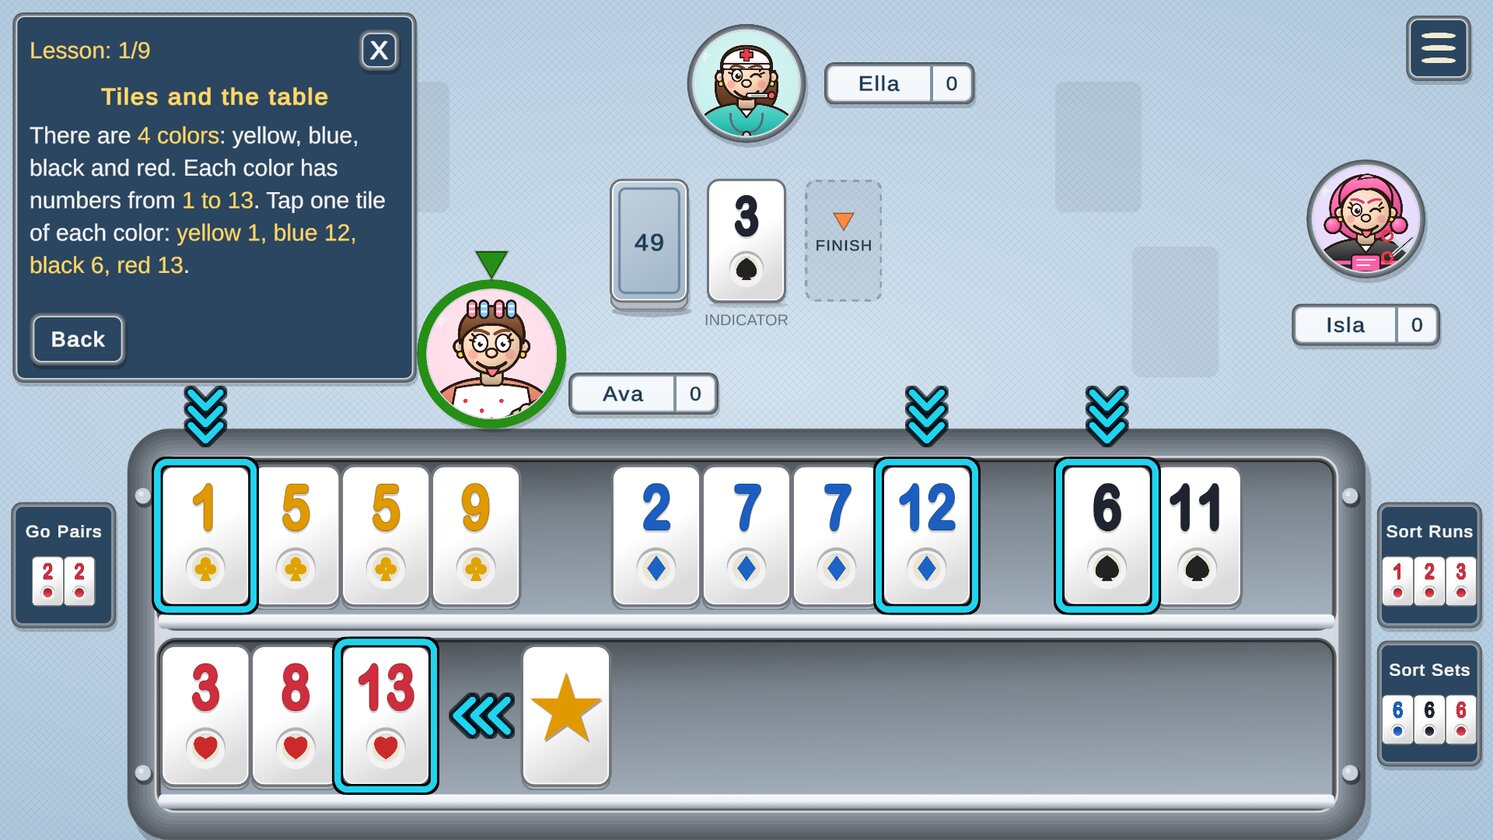 Lesson: 1/9
X
Tiles and the table
There are 4 colors: yellow, blue,
black and red. Each color has
numbers from 1 to 13. Tap one tile
of each color: yellow 1, blue 12,
black 6, red 13.
Back
Ella 0
49
3
FINISH
INDICATOR
Isla 0
Ava 0
1 5 5 9 2 7 7 12 6 11
Go Pairs
2 2
Sort Runs
1 2 3
3 8 13
Sort Sets
6 6 6